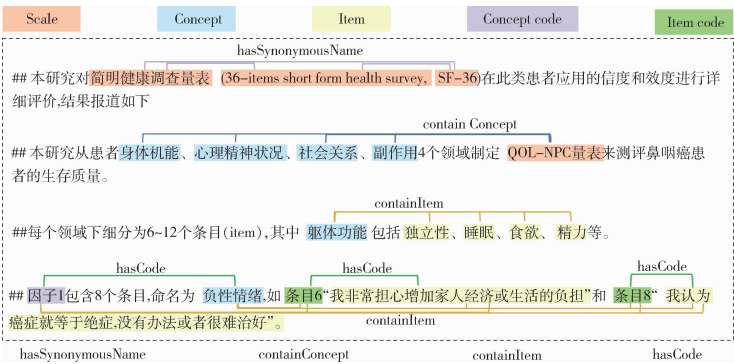 Scale Concept Item Concept code Item code
hasSynonymousName
## 本研究对简明健康调查量表 (36-items short form health survey, SF-36)在此类患者应用的信度和效度进行详
细评价,结果报道如下
contain Concept
## 本研究从患者身体机能、心理精神状况、社会关系、副作用4个领域制定 QOL-NPC量表来测评鼻咽癌患
者的生存质量。
containItem
##每个领域下细分为6~12个条目(item),其中 躯体功能 包括 独立性、睡眠、食欲、精力等。
hasCode hasCode hasCode
## 因子1包含8个条目,命名为 负性情绪,如 条目6“我非常担心增加家人经济或生活的负担”和 条目8“ 我认为
癌症就等于绝症,没有办法或者很难治好”。
containItem
hasSynonymousName containConcept containItem hasCode